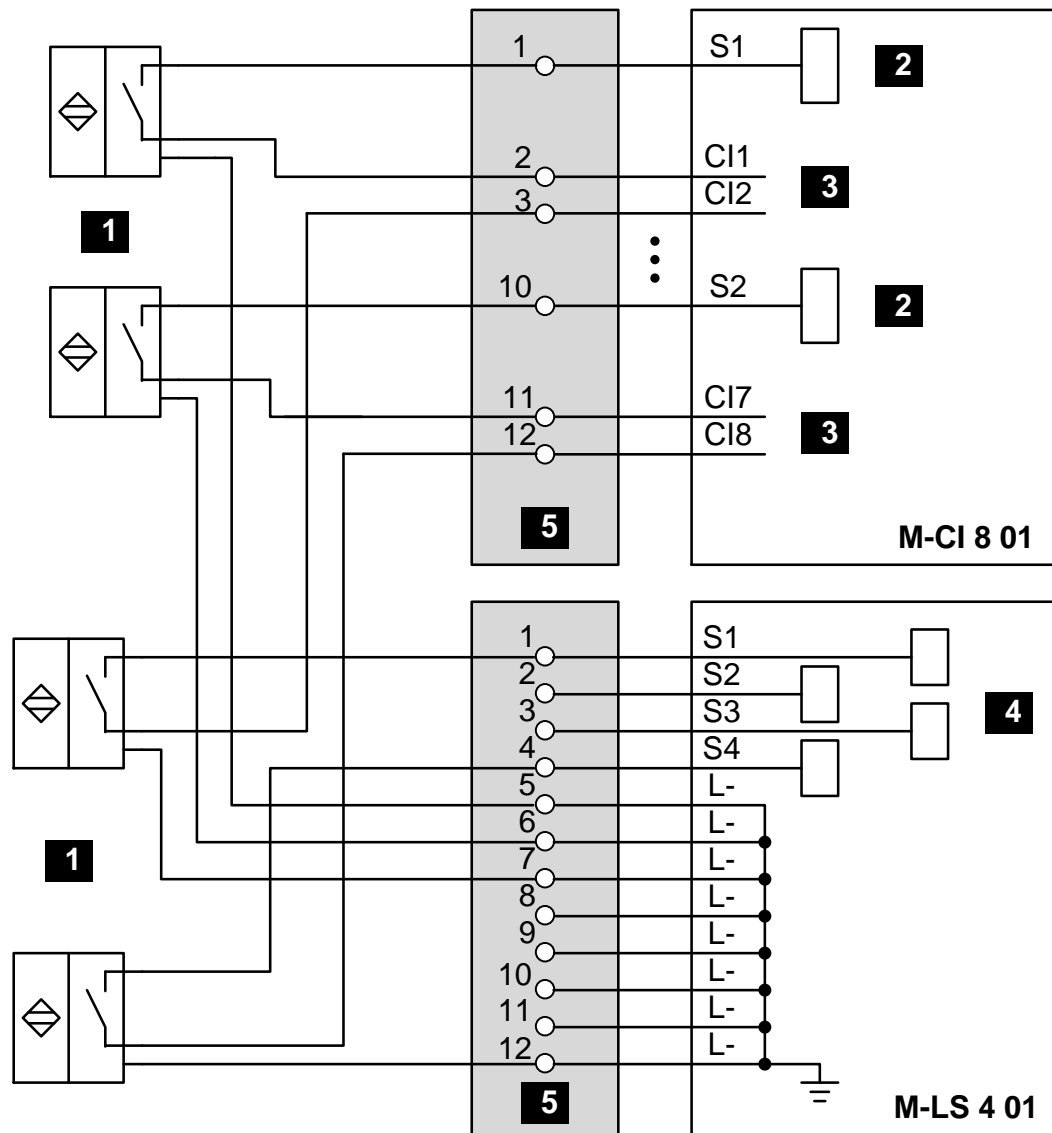 1 S1 2
2 CI1
3 CI2 3
1
10 S2 2
11 CI7
12 CI8 3
5
M-CI 8 01
1 S1
2 S2
3 S3 4
4 S4
5 L-
6 L-
1
7 L-
8 L-
9 L-
10 L-
11 L-
12 L-
5
M-LS 4 01